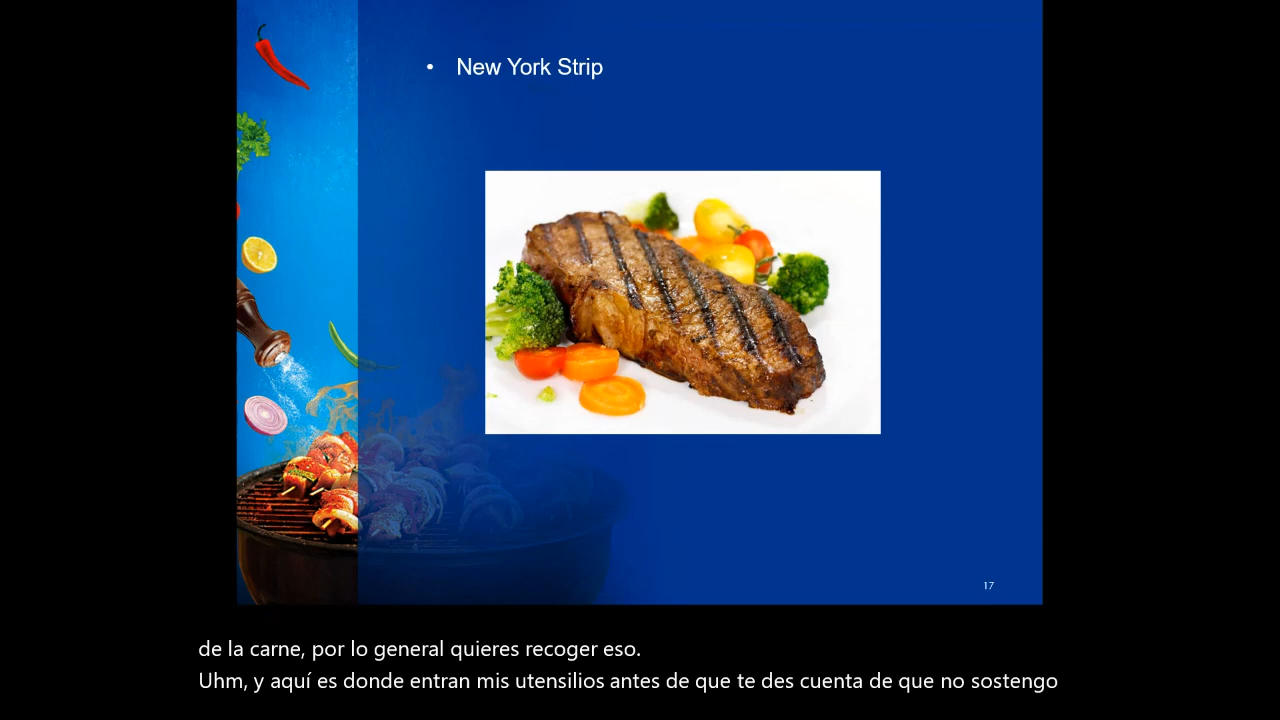 • New York Strip
17
de la carne, por lo general quieres recoger eso.
Uhm, y aquí es donde entran mis utensilios antes de que te des cuenta de que no sostengo